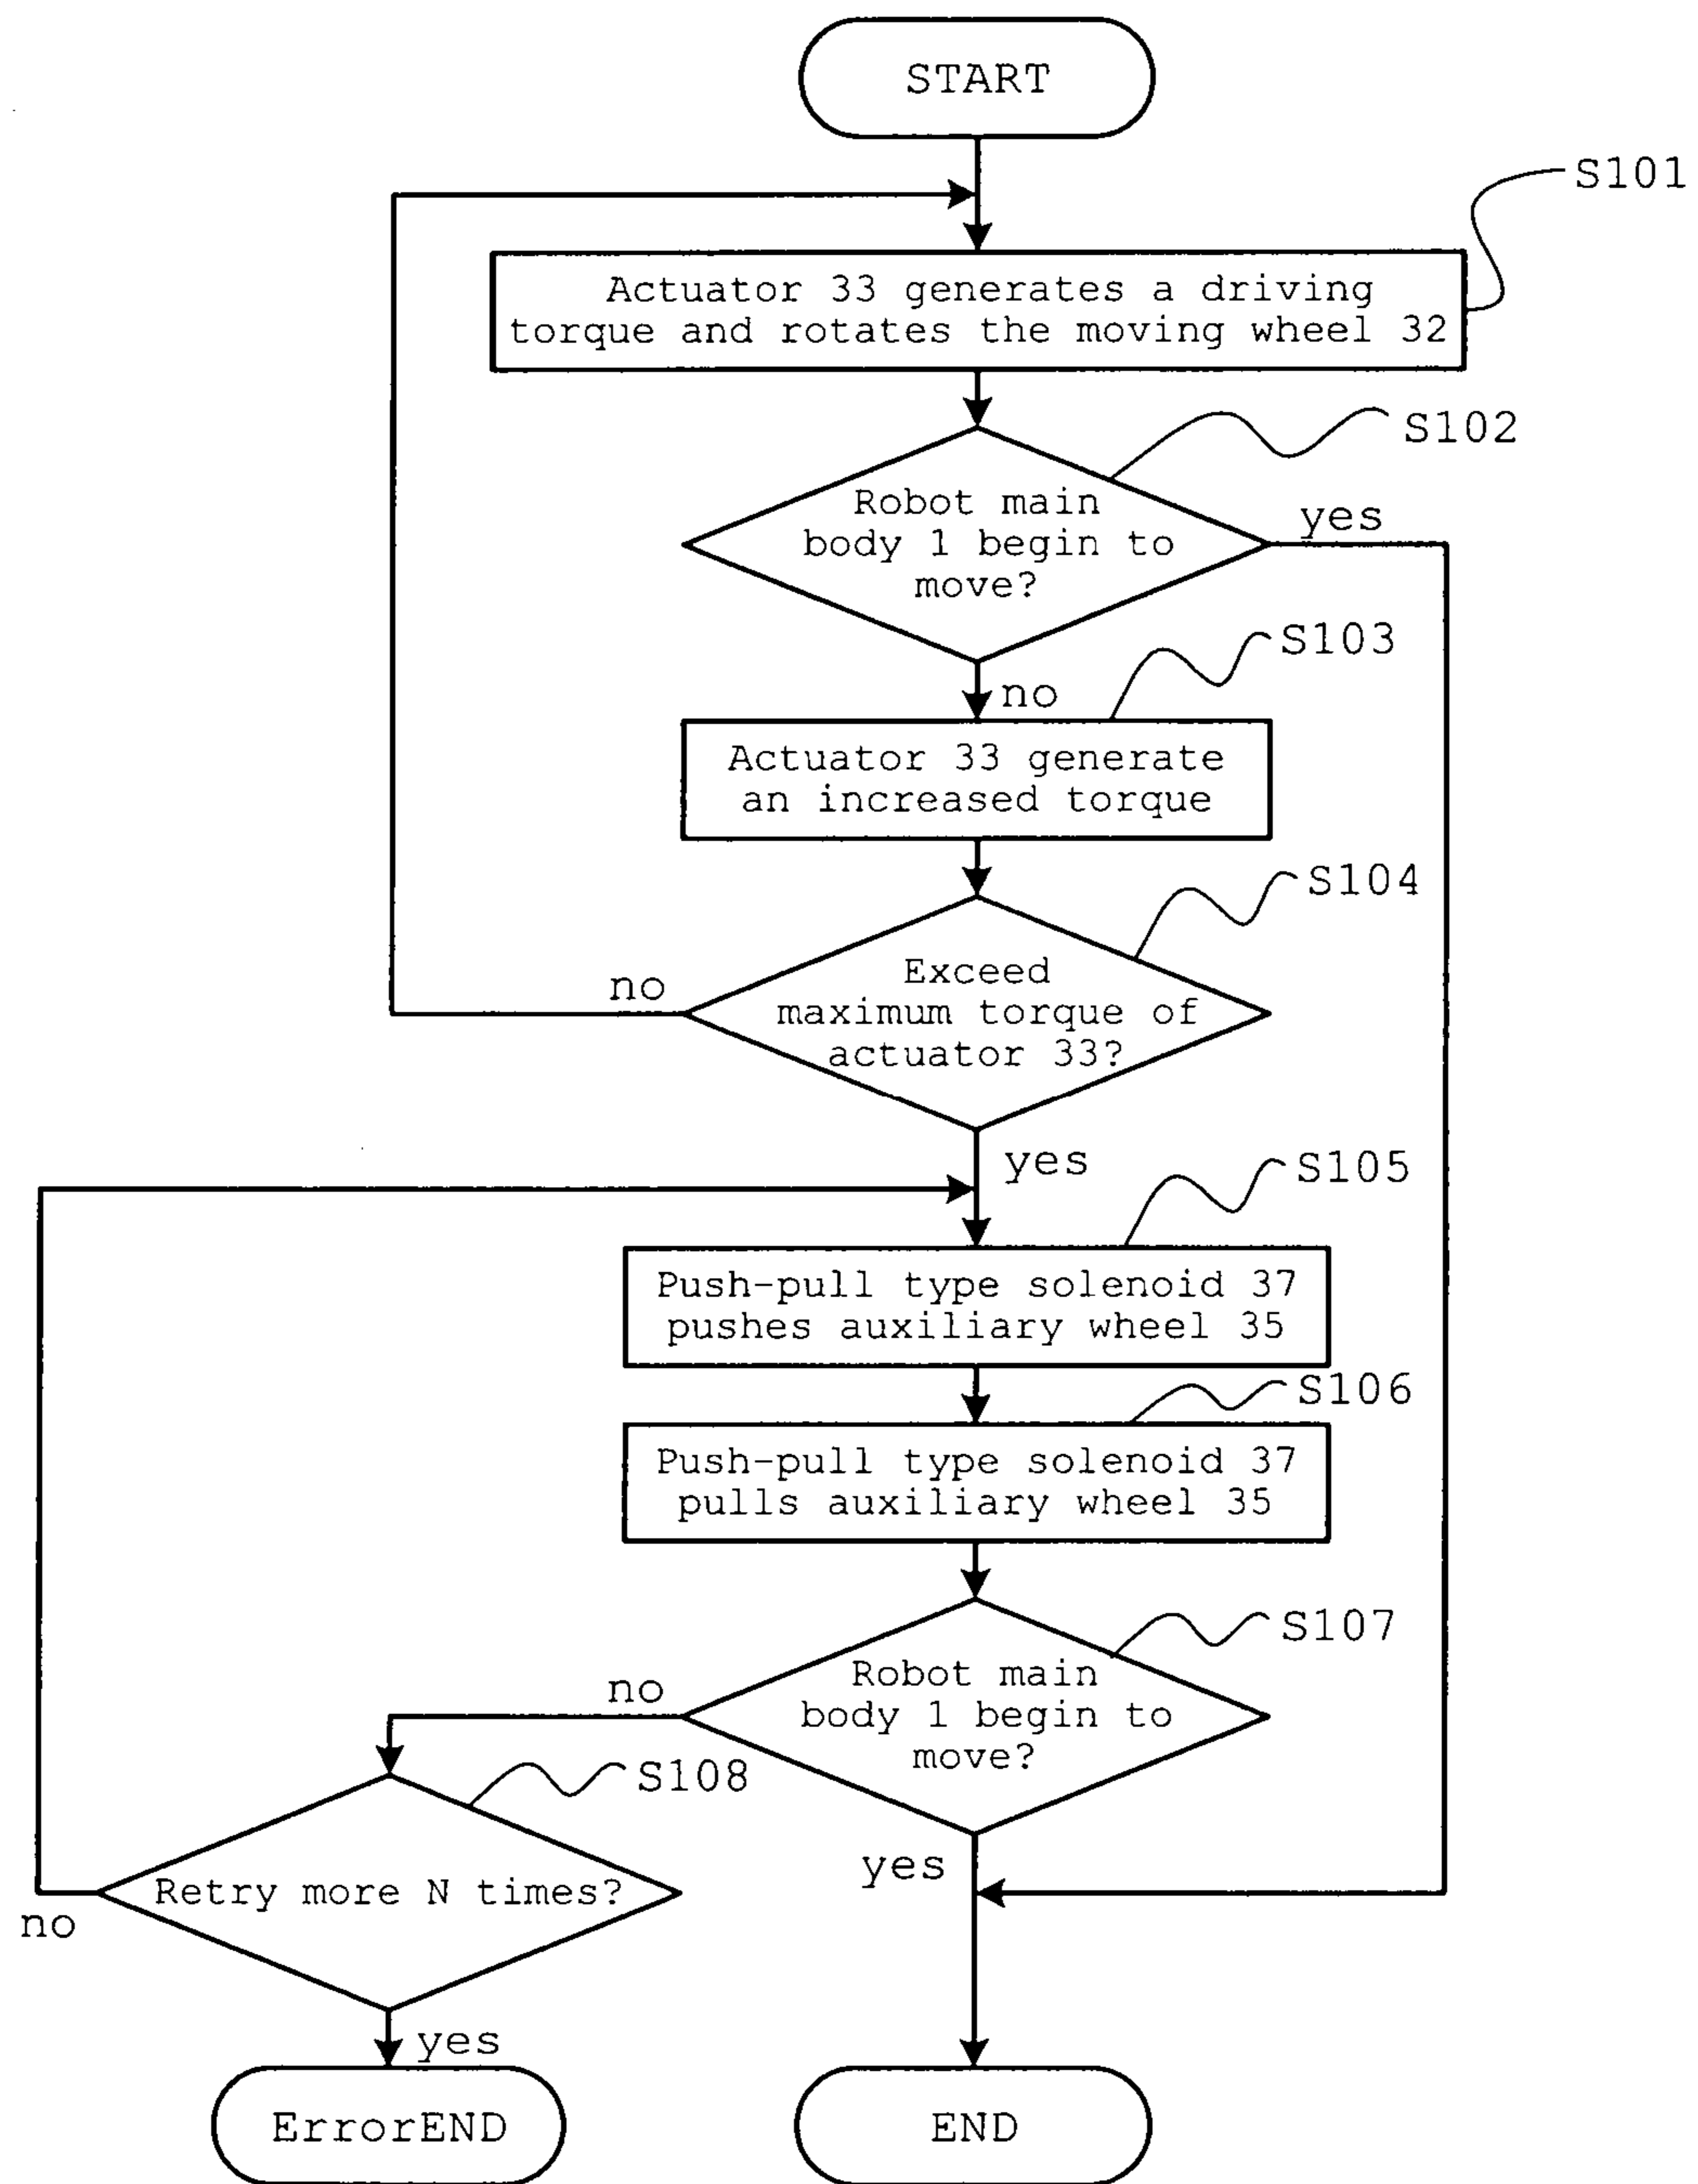 START
S101
Actuator 33 generates a driving
torque and rotates the moving wheel 32
S102
Robot main
body 1 begin to
move?
yes
S103
no
Actuator 33 generate
an increased torque
S104
Exceed
maximum torque of
actuator 33?
no
yes
S105
Push-pull type solenoid 37
pushes auxiliary wheel 35
S106
Push-pull type solenoid 37
pulls auxiliary wheel 35
S107
Robot main
body 1 begin to
move?
no
S108
yes
Retry more N times?
no
yes
ErrorEND
END